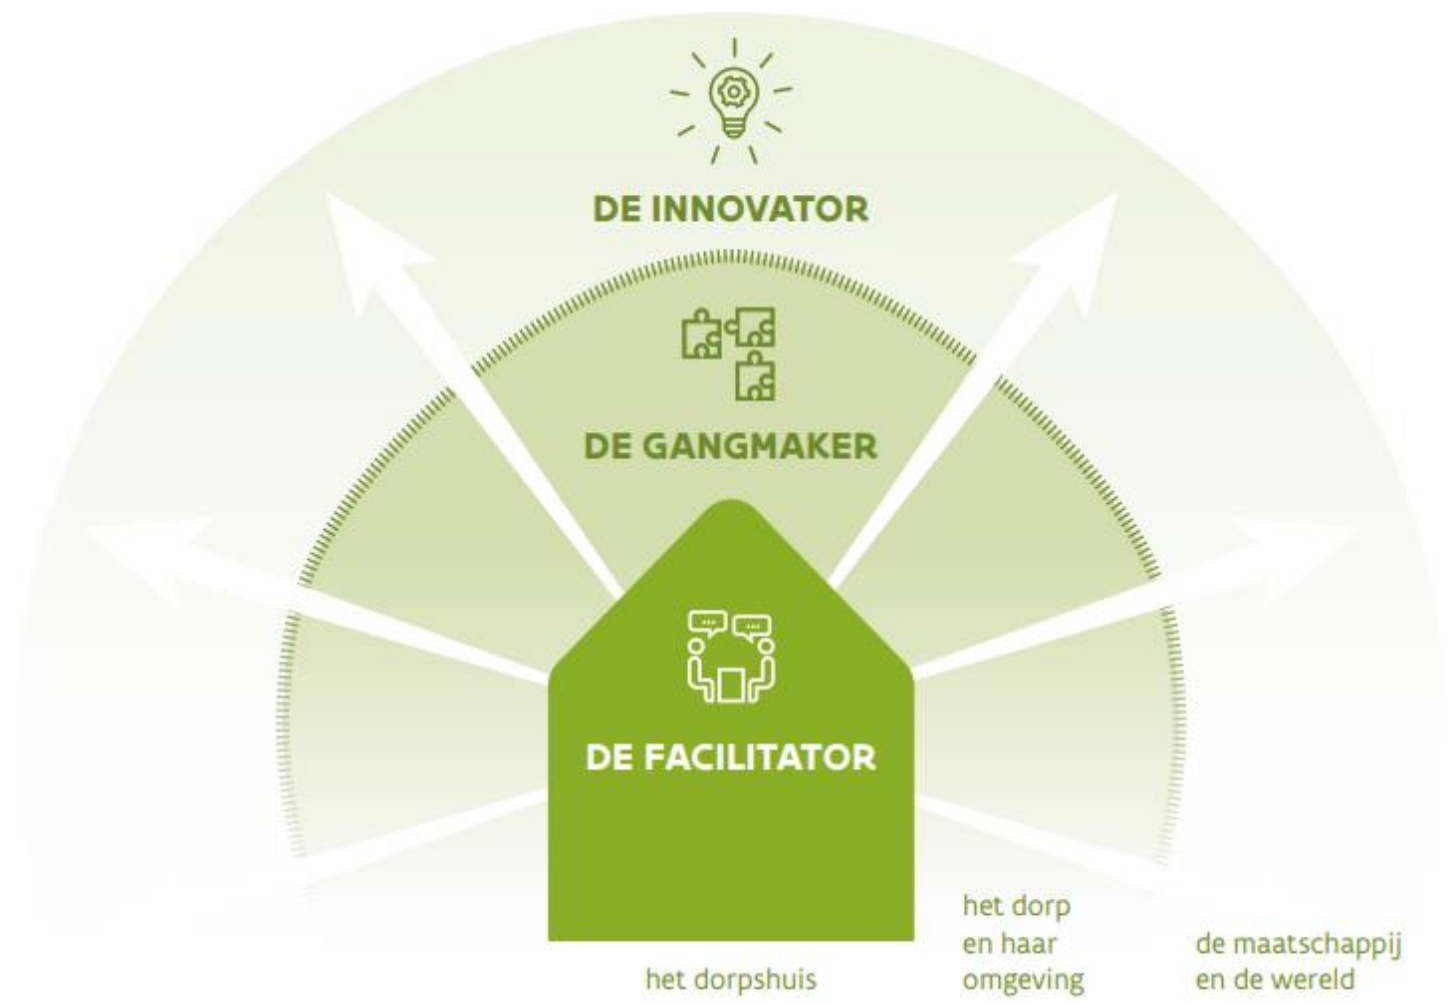 DE INNOVATOR
DE GANGMAKER
DE FACILITATOR
het dorpshuis
het dorp
en haar
omgeving
de maatschappij
en de wereld